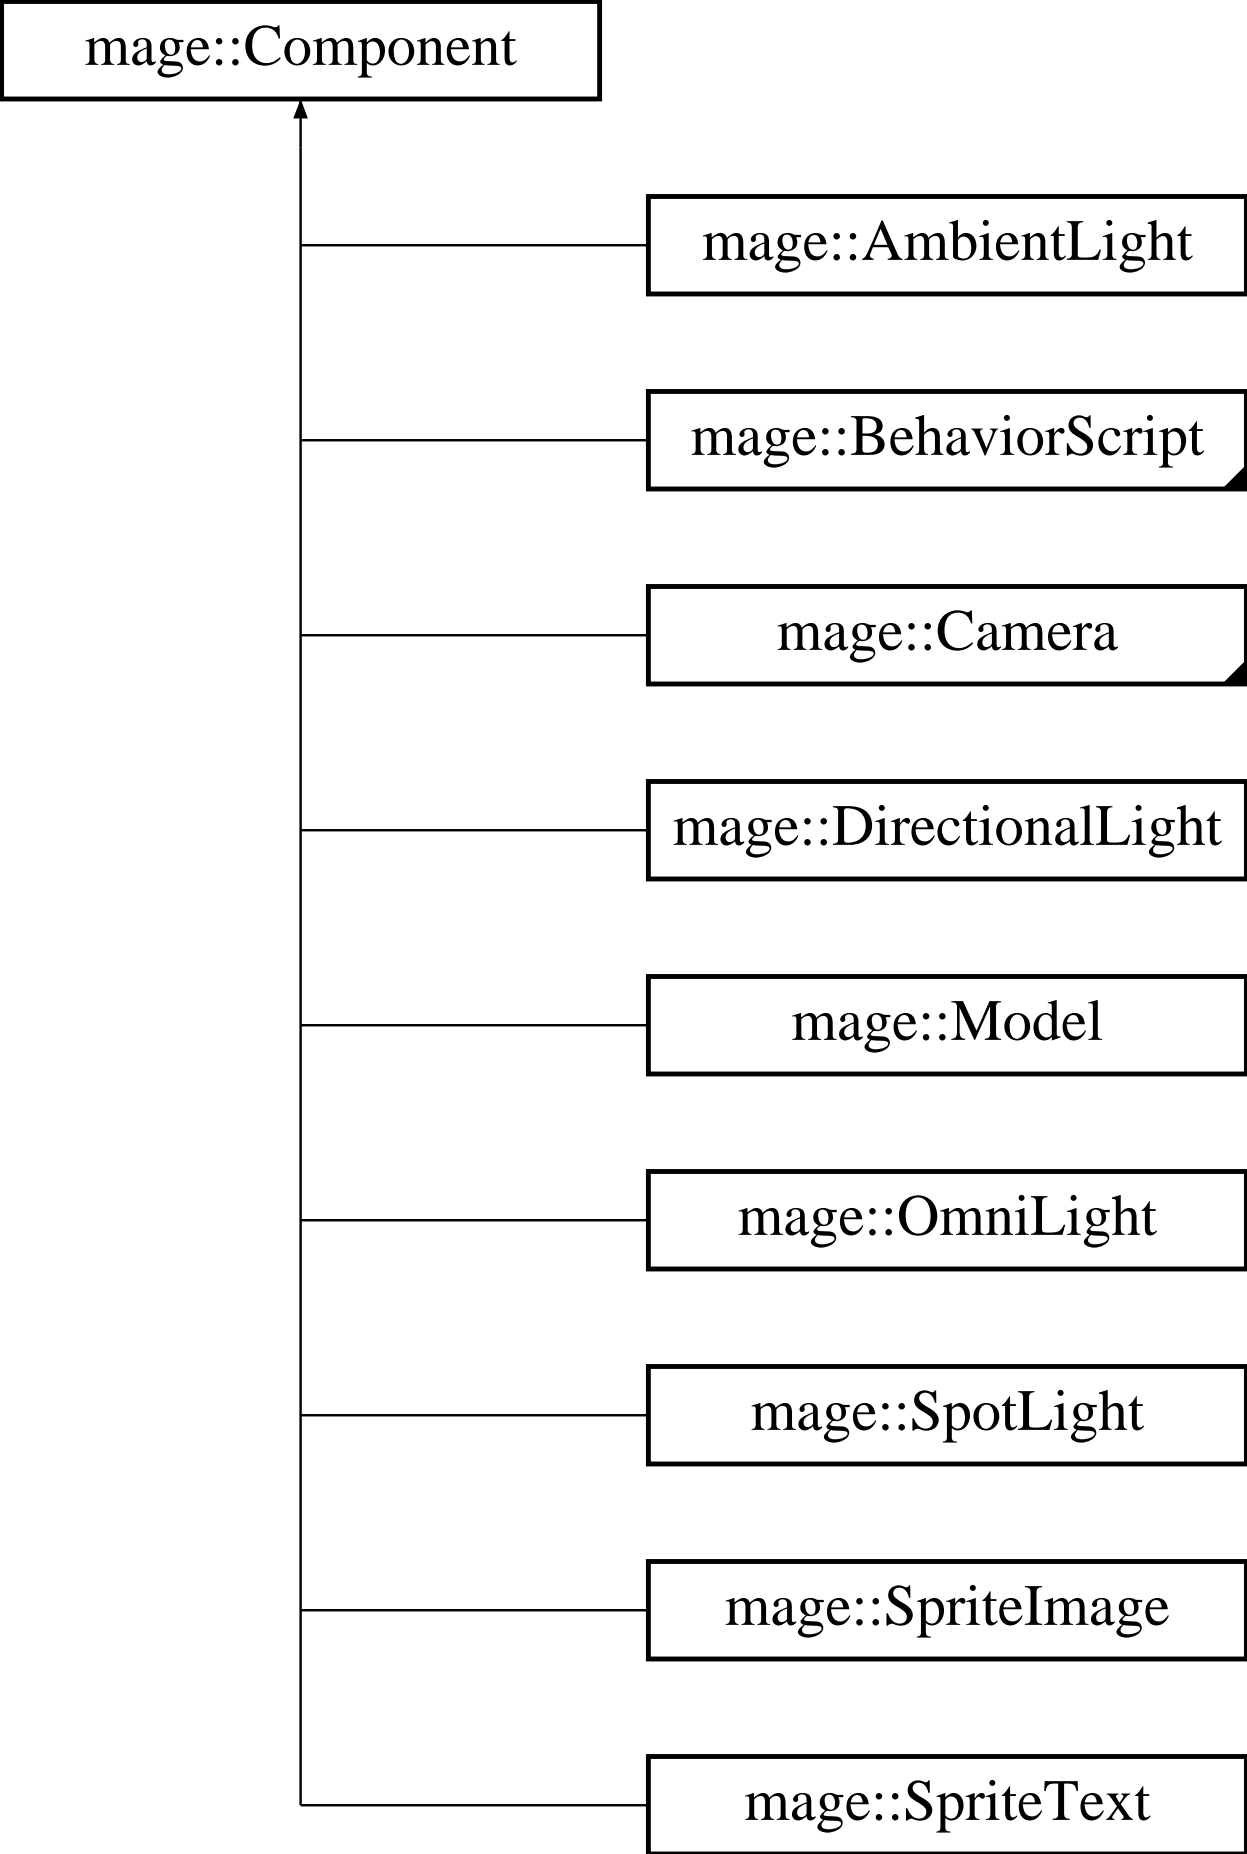 mage::Component
mage::AmbientLight
mage::BehaviorScript
mage::Camera
mage::DirectionalLight
mage::Model
mage::OmniLight
mage::SpotLight
mage::SpriteImage
mage::SpriteText